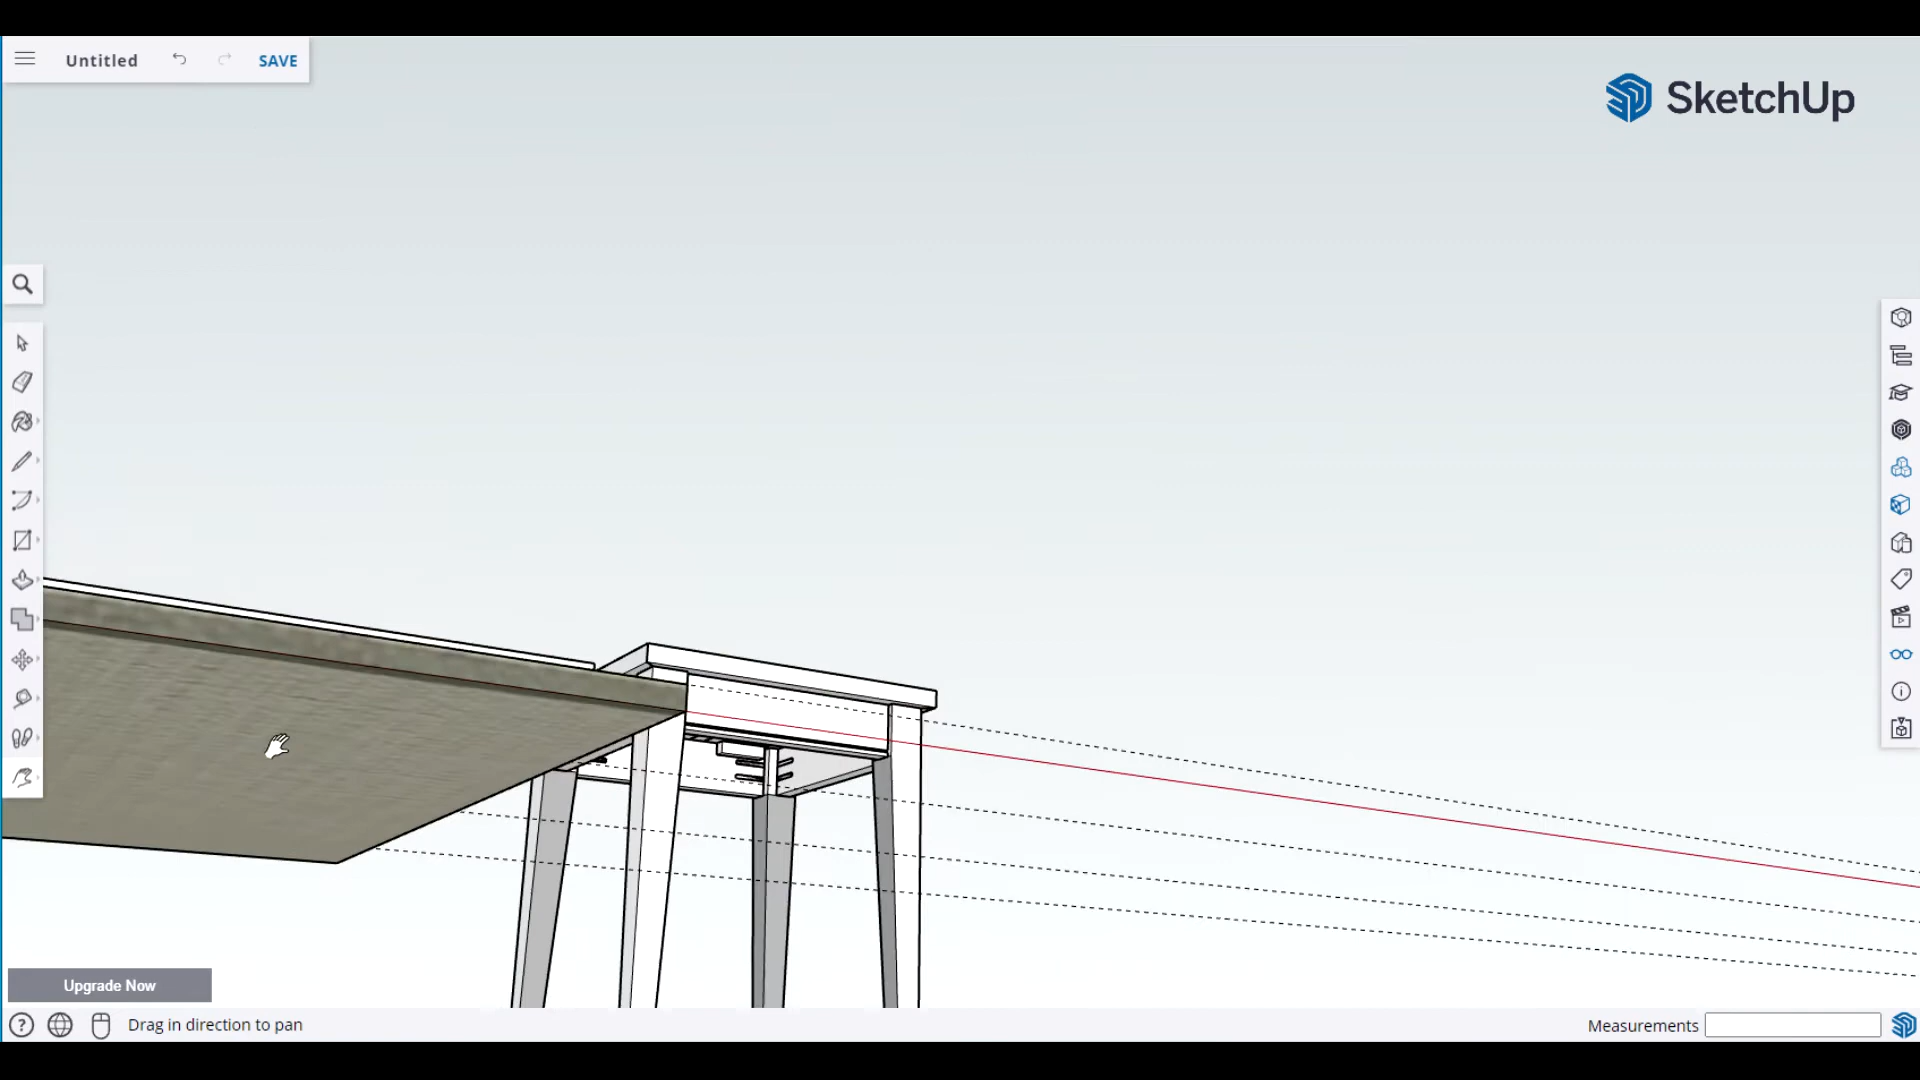 Untitled
SAVE
SketchUp
Upgrade Now
Drag in direction to pan
Measurements